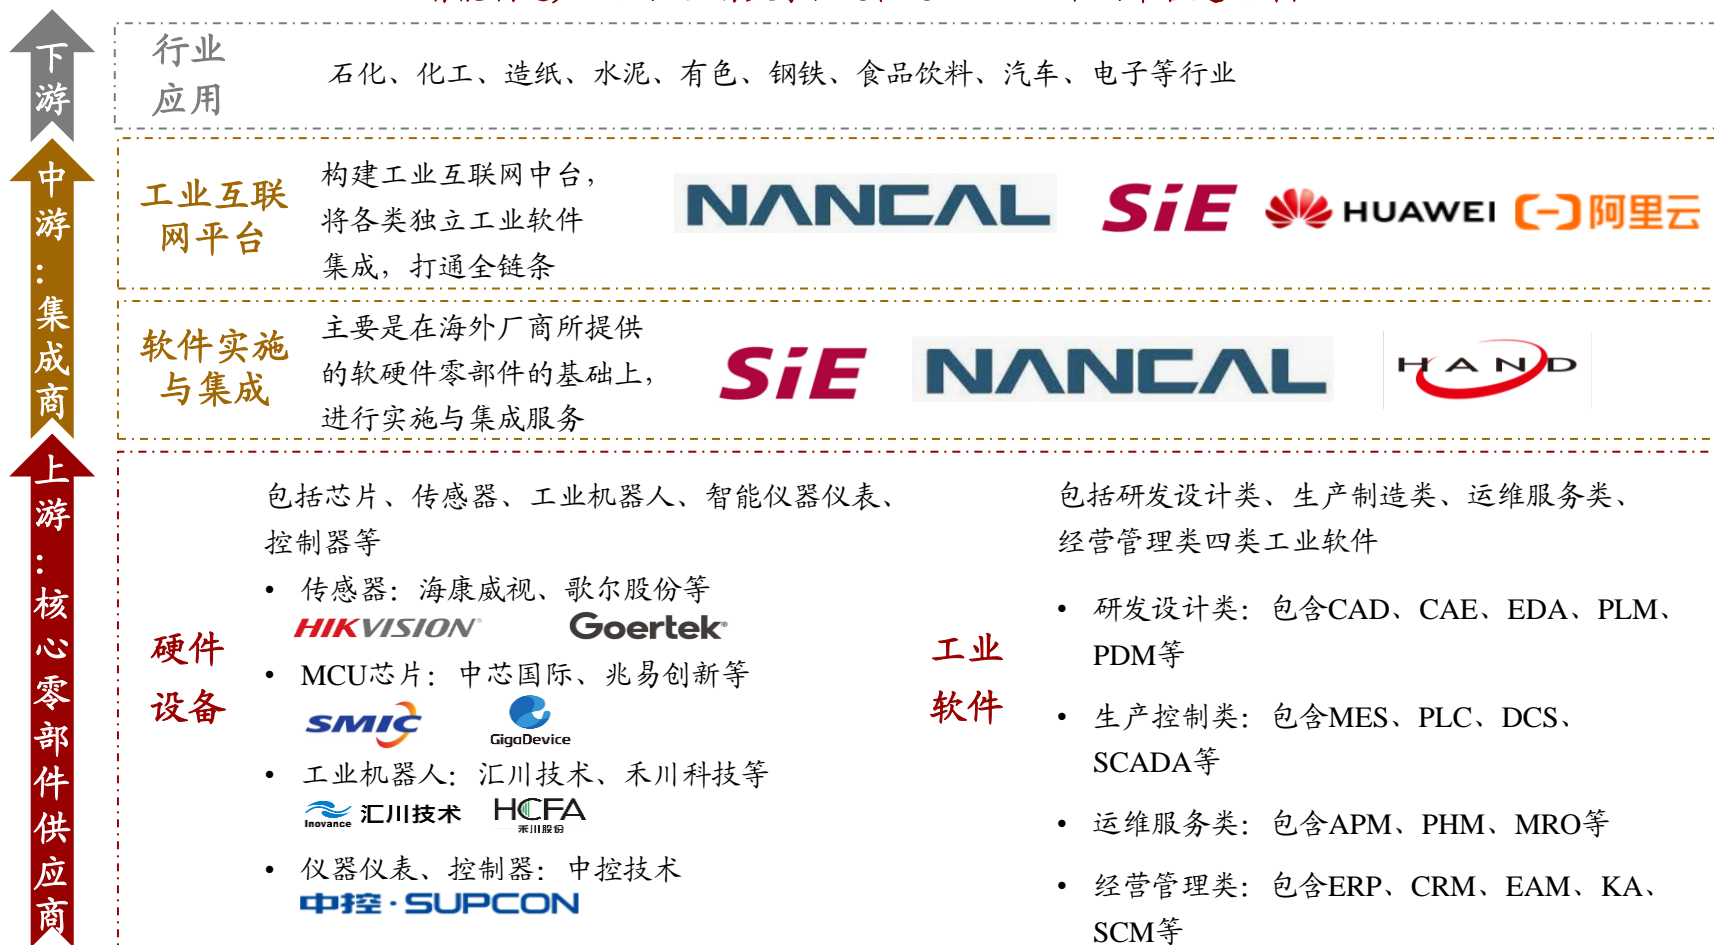 下游
行业
应用
石化、化工、造纸、水泥、有色、钢铁、食品饮料、汽车、电子等行业
中游：集成商
工业互联
网平台
构建工业互联网中台，
将各类独立工业软件
集成，打通全链条
NANCAL
SiE
HUAWEI
阿里云
软件实施
与集成
主要是在海外厂商所提供
的软硬件零部件的基础上，
进行实施与集成服务
SiE
NANCAL
HAND
上游：核心零部件供应商
硬件
设备
包括芯片、传感器、工业机器人、智能仪器仪表、
控制器等
• 传感器：海康威视、歌尔股份等
HIKVISION
Goertek
• MCU芯片：中芯国际、兆易创新等
SMIC
GigaDevice
• 工业机器人：汇川技术、禾川科技等
Inovance 汇川技术
HCFA
禾川股份
• 仪器仪表、控制器：中控技术
中控·SUPCON
工业
软件
包括研发设计类、生产制造类、运维服务类、
经营管理类四类工业软件
• 研发设计类：包含CAD、CAE、EDA、PLM、
PDM等
• 生产控制类：包含MES、PLC、DCS、
SCADA等
• 运维服务类：包含APM、PHM、MRO等
• 经营管理类：包含ERP、CRM、EAM、KA、
SCM等